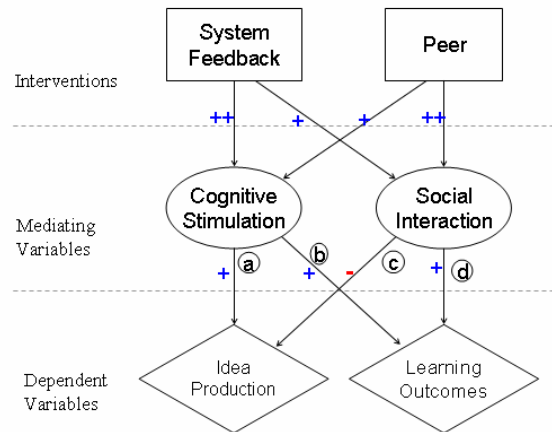 System
Feedback
Peer
Interventions
++
+
+
++
Cognitive
Stimulation
Social
Interaction
Mediating
Variables
a
b
c
d
+
+
-
+
Idea
Production
Learning
Outcomes
Dependent
Variables